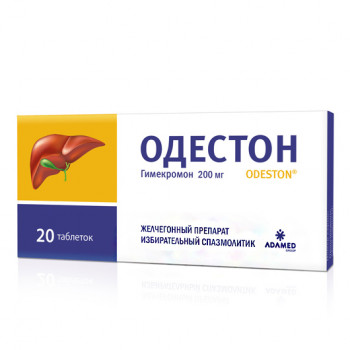 ОДЕСТОН
Гимекромон 200 мг ODESTON®
20 таблеток
ЖЕЛЧЕГОННЫЙ ПРЕПАРАТ
ИЗБИРАТЕЛЬНЫЙ СПАЗМОЛИТИК
ADAMED